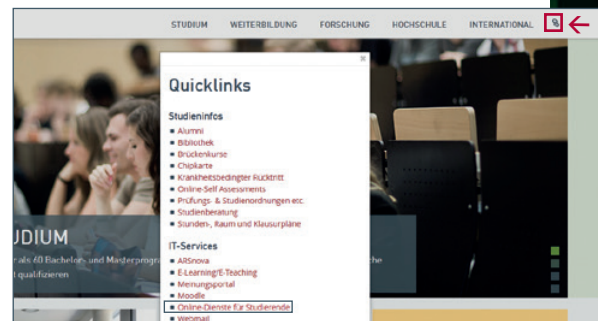 STUDIUM WEITERBILDUNG FORSCHUNG HOCHSCHULE INTERNATIONAL
Quicklinks
Studieninfos
Alumni
Bibliothek
Brückenkurse
Chipkarte
Krankheitsbedingter Rücktritt
Online-Self Assessments
Prüfungs- & Studienordnungen etc.
Studienberatung
Stunden-, Raum und Klausurpläne
IT-Services
ARSnova
E-Learning/E-Teaching
Meinungsportal
Moodle
Online-Dienste für Studierende
Webmail
UDIUM
r als 60 Bachelor- und Masterprogra
che
t qualifizieren